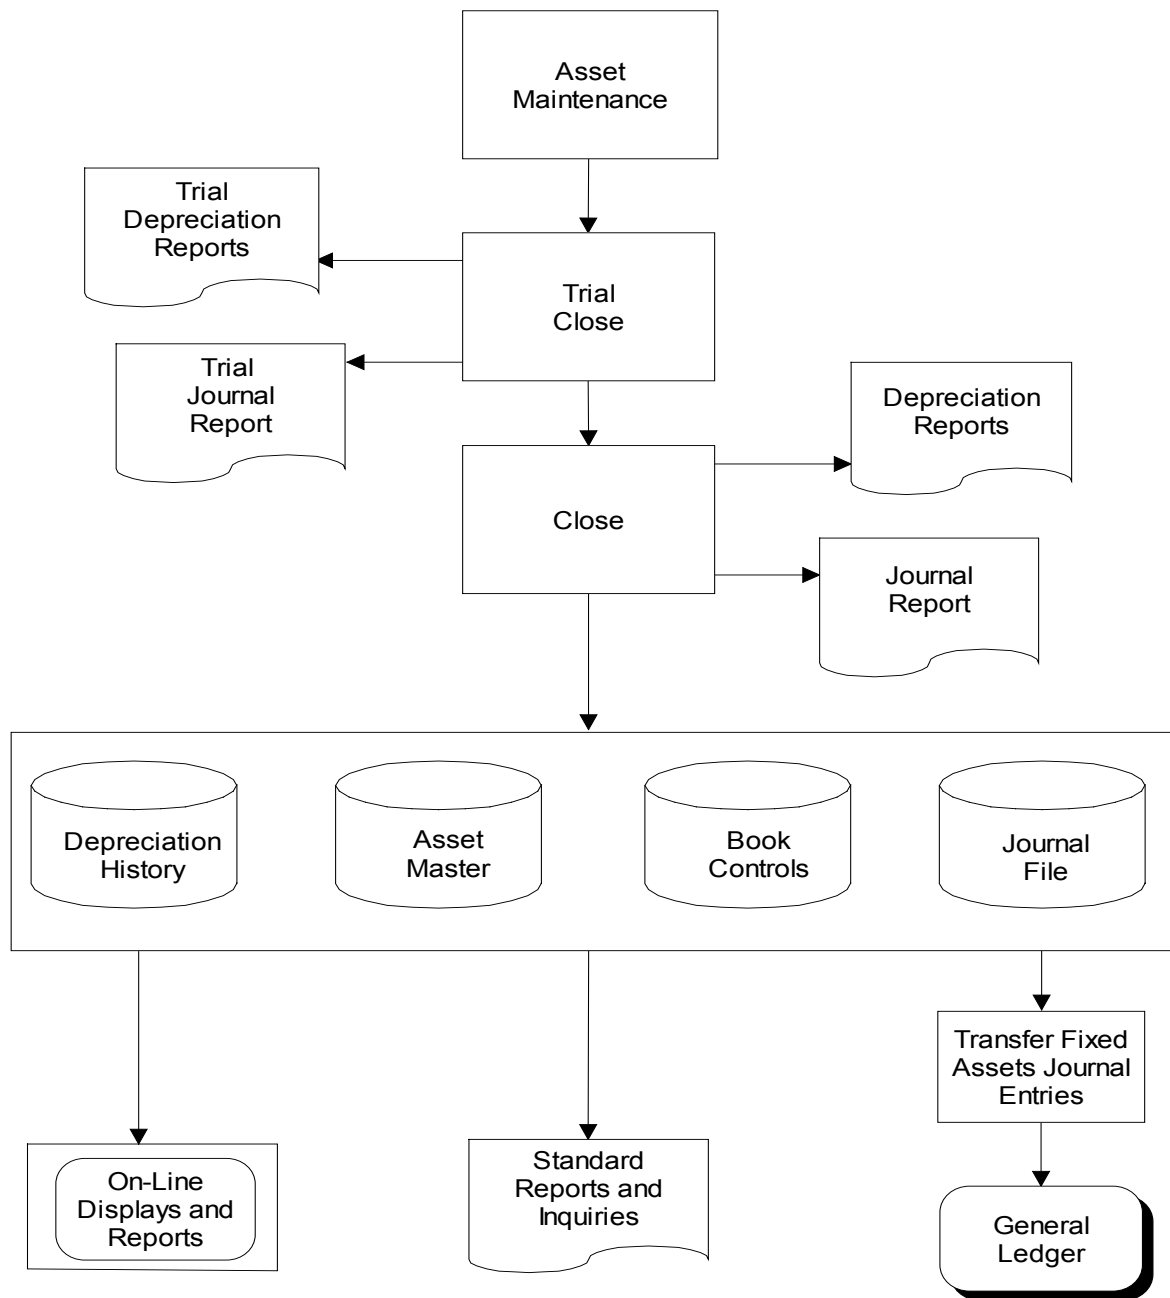 Asset
Maintenance
Trial
Depreciation
Reports
Trial
Close
Trial
Journal
Report
Depreciation
Reports
Close
Journal
Report
Depreciation
History
Asset
Master
Book
Controls
Journal
File
Transfer Fixed
Assets Journal
Entries
On-Line
Displays and
Reports
Standard
Reports and
Inquiries
General
Ledger